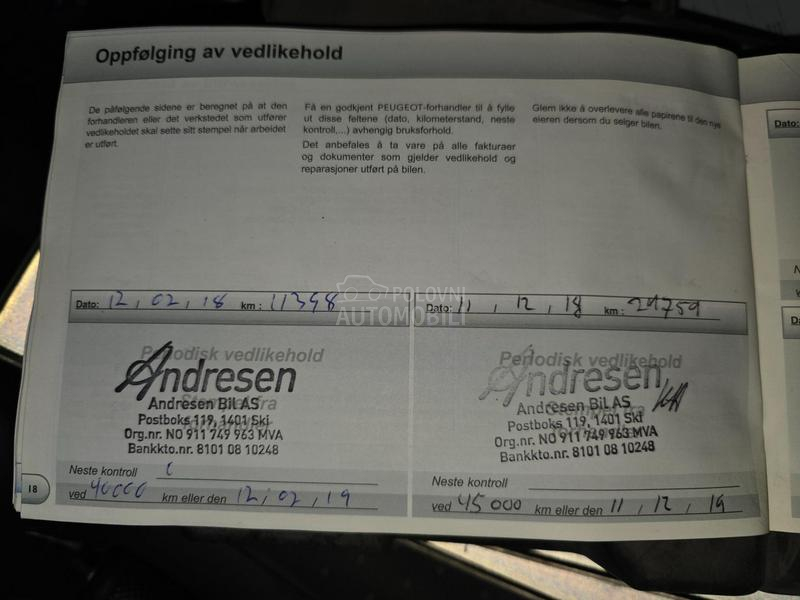 Oppfølging av vedlikehold
De påfølgende sidene er beregnet på at den
forhandleren eller det verkstedet som utfører
vedlikeholdet skal sette sitt stempel når arbeidet
er utført.
Få en godkjent PEUGEOT-forhandler til å fylle
ut disse feltene (dato, kilometerstand, neste
kontroll,...) avhengig bruksforhold.
Det anbefales å ta vare på alle fakturaer
og dokumenter som gjelder vedlikehold og
reparasjoner utført på bilen.
Glem ikke å overlevere alle papirene til den nye
eieren dersom du selger bilen.
Dato: 12, 02, 18 km: 11398
Periodisk vedlikehold
Andresen
Andresen Bil AS
Postboks 119, 1401 Ski
Org.nr. NO 911 749 963 MVA
Bankkto.nr. 8101 08 10248
Neste kontroll
ved 40000 km eller den 12, 02, 19
Dato: 11, 12, 18 km: 29759
Periodisk vedlikehold
Andresen
Andresen Bil AS
Postboks 119, 1401 Ski
Org.nr. NO 911 749 963 MVA
Bankkto.nr. 8101 08 10248
Neste kontroll
ved 45 000 km eller den 11, 12, 19
18
POLOVNI
AUTOMOBILI
Dato: